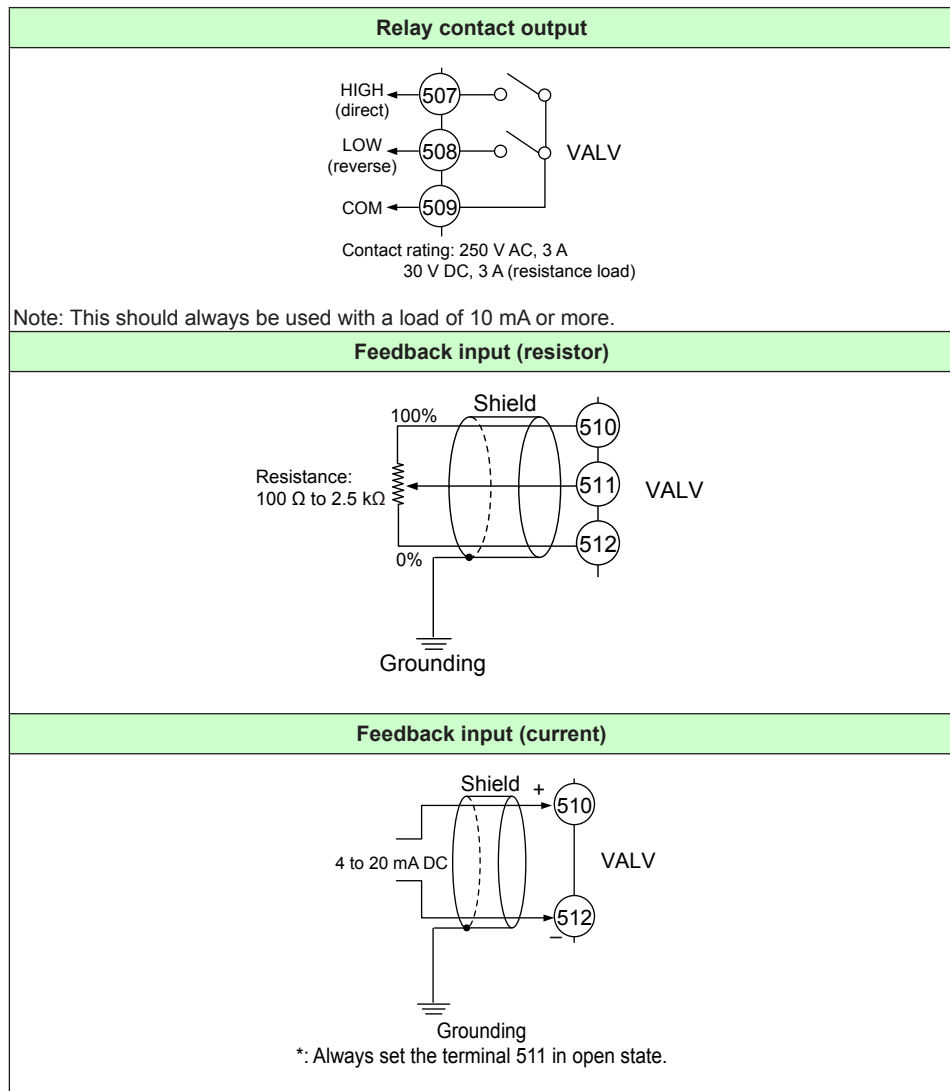 Relay contact output
HIGH
(direct)
507
LOW
(reverse)
508
VALV
COM
509
Contact rating: 250 V AC, 3 A
30 V DC, 3 A (resistance load)
Note: This should always be used with a load of 10 mA or more.
Feedback input (resistor)
Shield
100%
510
Resistance:
100 Ω to 2.5 kΩ
511
VALV
512
0%
Grounding
Feedback input (current)
Shield
+
510
4 to 20 mA DC
VALV
512
–
Grounding
*: Always set the terminal 511 in open state.